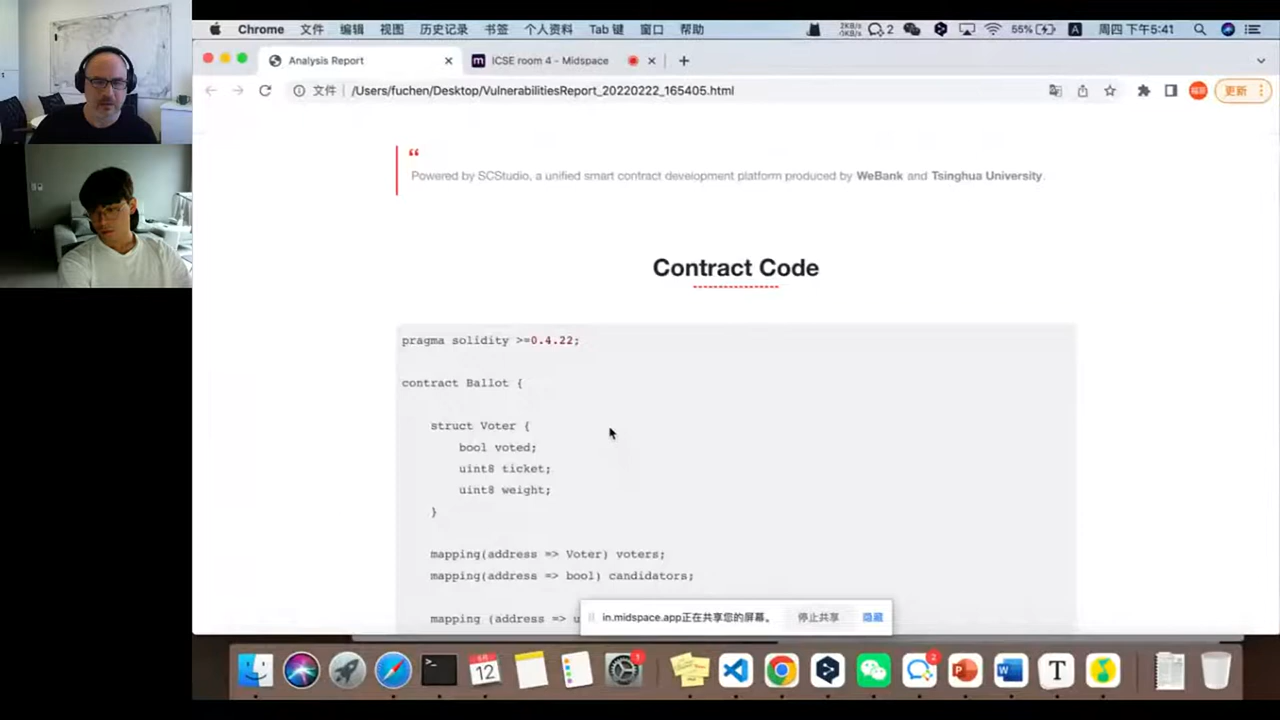 Chrome 文件 编辑 视图 历史记录 书签 个人资料 Tab 键 窗口 帮助 2KB/s 2 55% A 周四 下午5:41
Analysis Report ICSE room 4 - Midspace
文件 /Users/fuchen/Desktop/VulnerabilitiesReport_20220222_165405.html 更新
“
Powered by SCStudio, a unified smart contract development platform produced by WeBank and Tsinghua University.
Contract Code
pragma solidity >=0.4.22;
contract Ballot {
struct Voter {
bool voted;
uint8 ticket;
uint8 weight;
}
mapping(address => Voter) voters;
mapping(address => bool) candidators;
mapping (address => u
in.midspace.app正在共享您的屏幕。 停止共享 隐藏
12 1 2